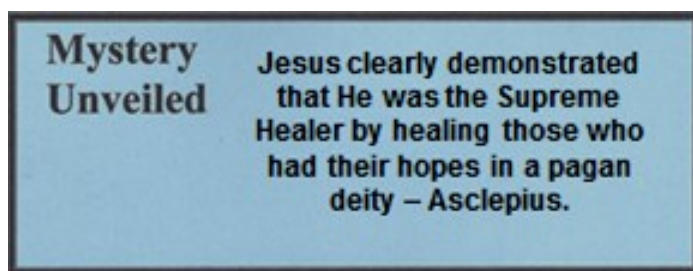 Mystery
Unveiled
Jesus clearly demonstrated
that He was the Supreme
Healer by healing those who
had their hopes in a pagan
deity – Asclepius.